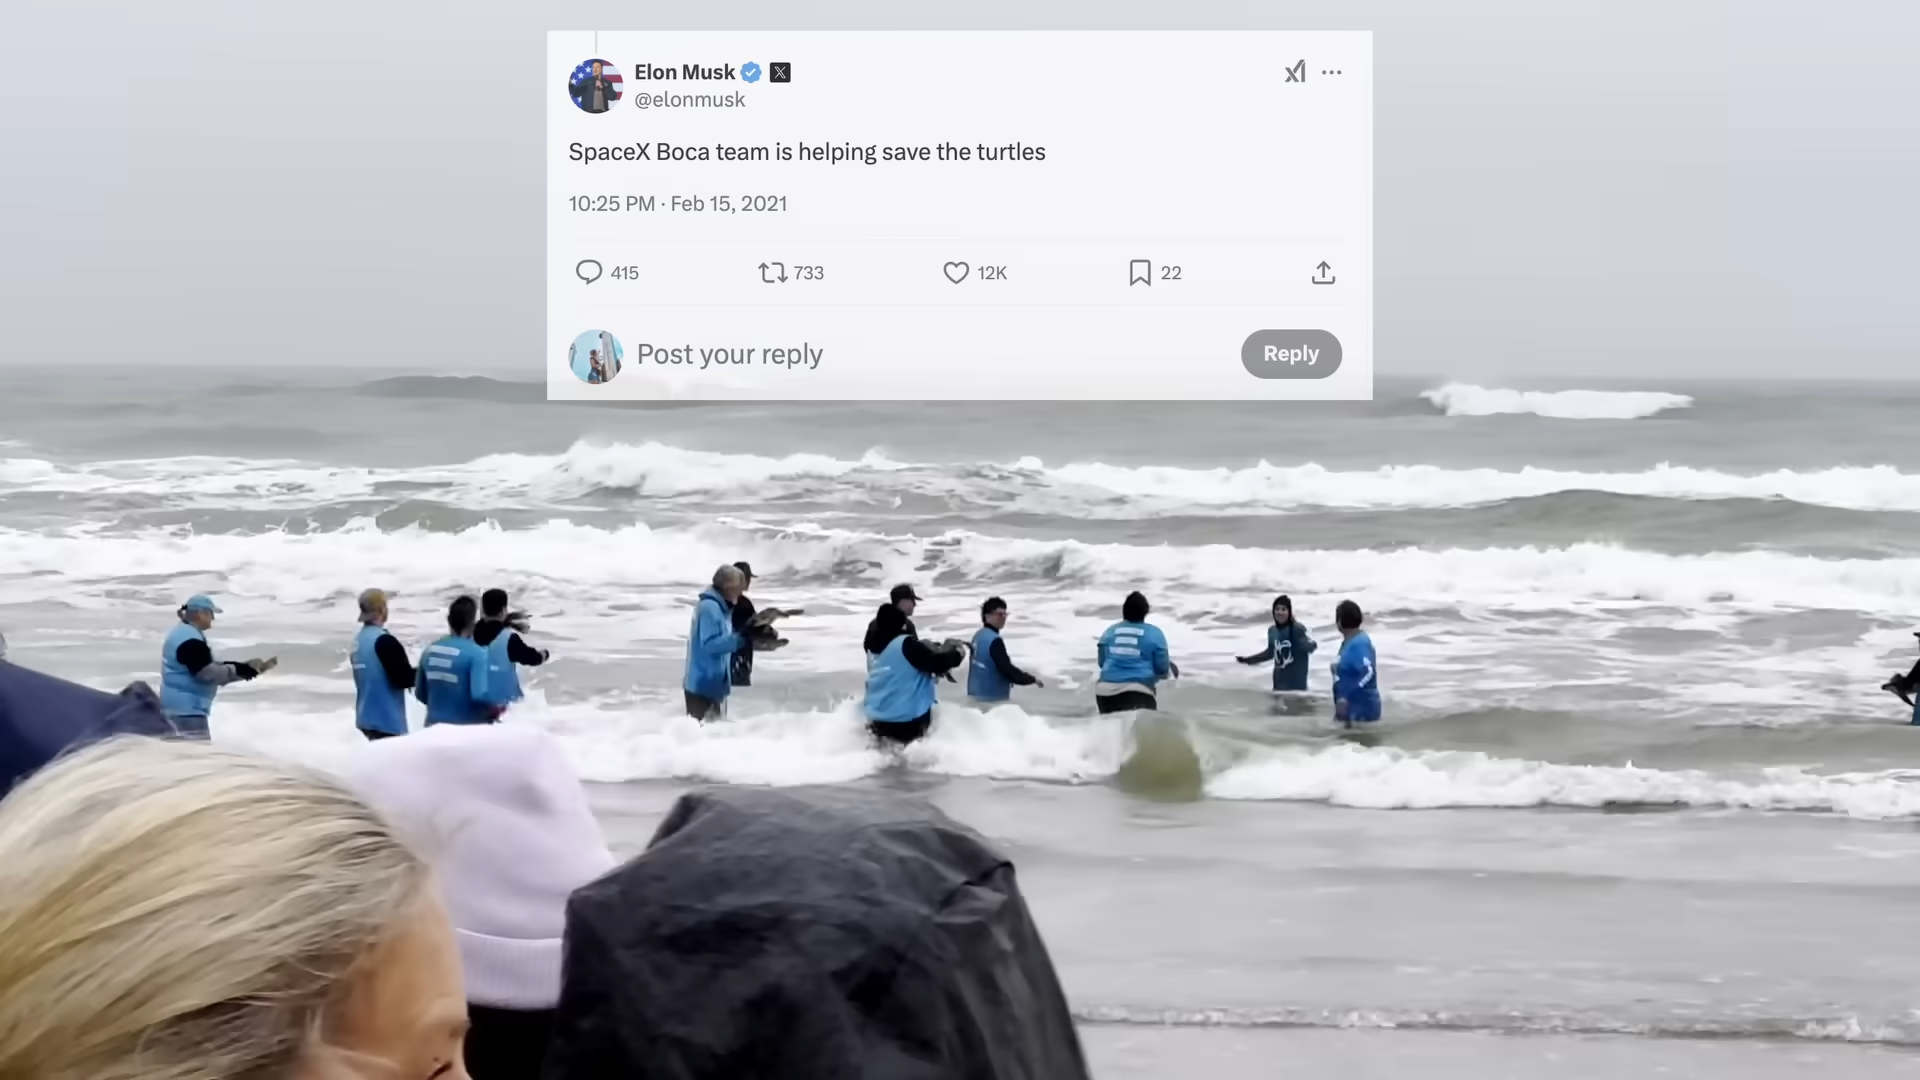 Elon Musk
@elonmusk
SpaceX Boca team is helping save the turtles
10:25 PM · Feb 15, 2021
415 733 12K 22
Post your reply
Reply